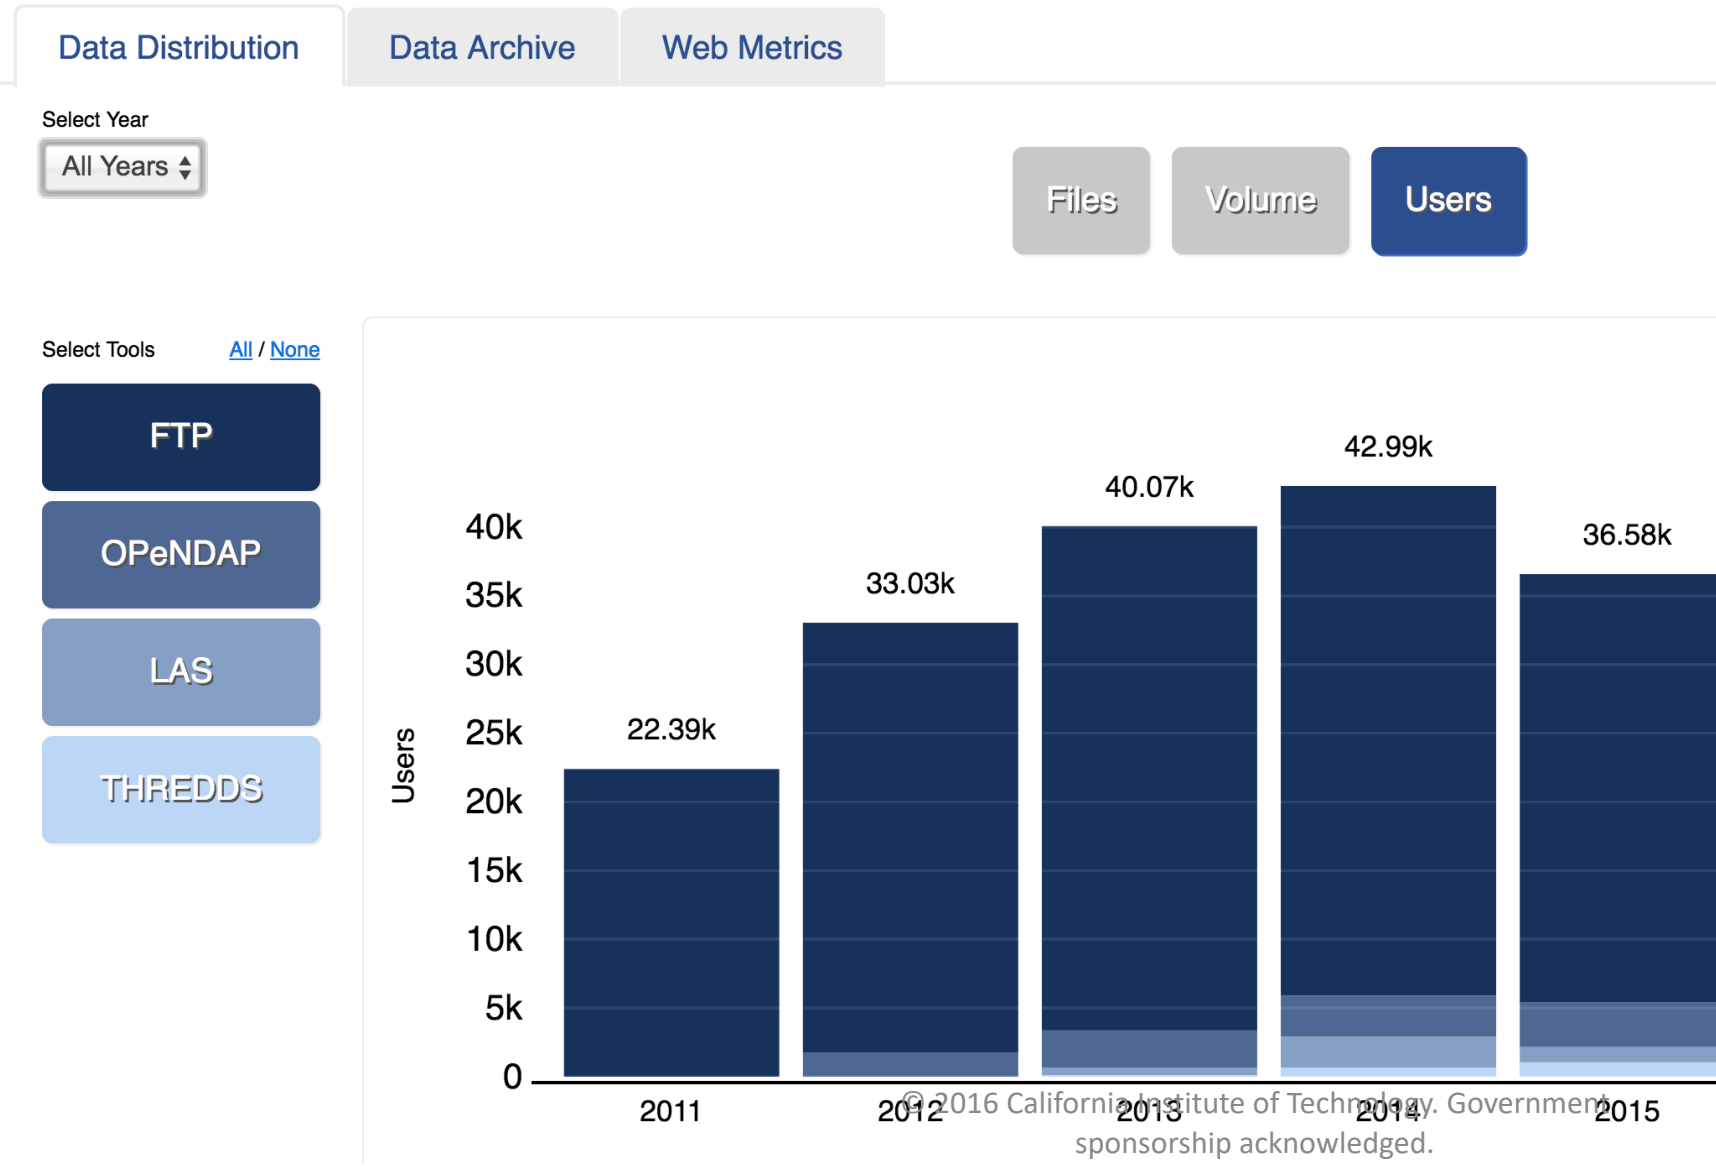 Data Distribution Data Archive Web Metrics
Select Year
All Years
Files Volume Users
Select Tools All / None
FTP
OPeNDAP
LAS
THREDDS
42.99k
40.07k
36.58k
33.03k
22.39k
Users
40k
35k
30k
25k
20k
15k
10k
5k
0
2011 2012 2013 2014 2015
© 2016 California Institute of Technology. Government
sponsorship acknowledged.